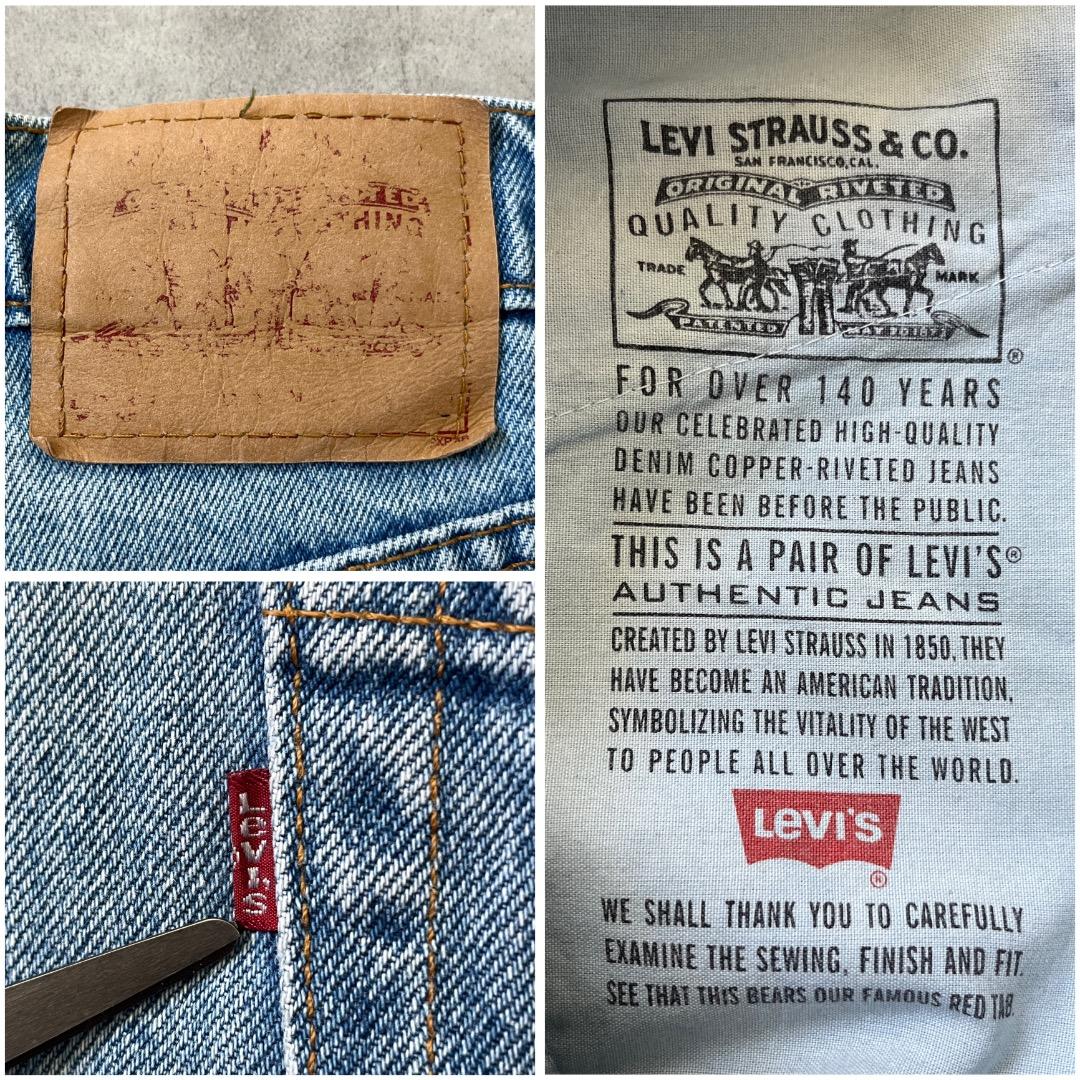 LEVI'S
LEVI STRAUSS & CO.
SAN FRANCISCO, CAL.
ORIGINAL RIVETED
QUALITY CLOTHING
TRADE MARK
PATENTED
®
FOR OVER 140 YEARS
OUR CELEBRATED HIGH-QUALITY
DENIM COPPER-RIVETED JEANS
HAVE BEEN BEFORE THE PUBLIC.
THIS IS A PAIR OF LEVI'S®
AUTHENTIC JEANS
CREATED BY LEVI STRAUSS IN 1850, THEY
HAVE BECOME AN AMERICAN TRADITION,
SYMBOLIZING THE VITALITY OF THE WEST
TO PEOPLE ALL OVER THE WORLD.
LEVI'S
®
WE SHALL THANK YOU TO CAREFULLY
EXAMINE THE SEWING, FINISH AND FIT.
SEE THAT THIS BEARS OUR FAMOUS RED TAB.